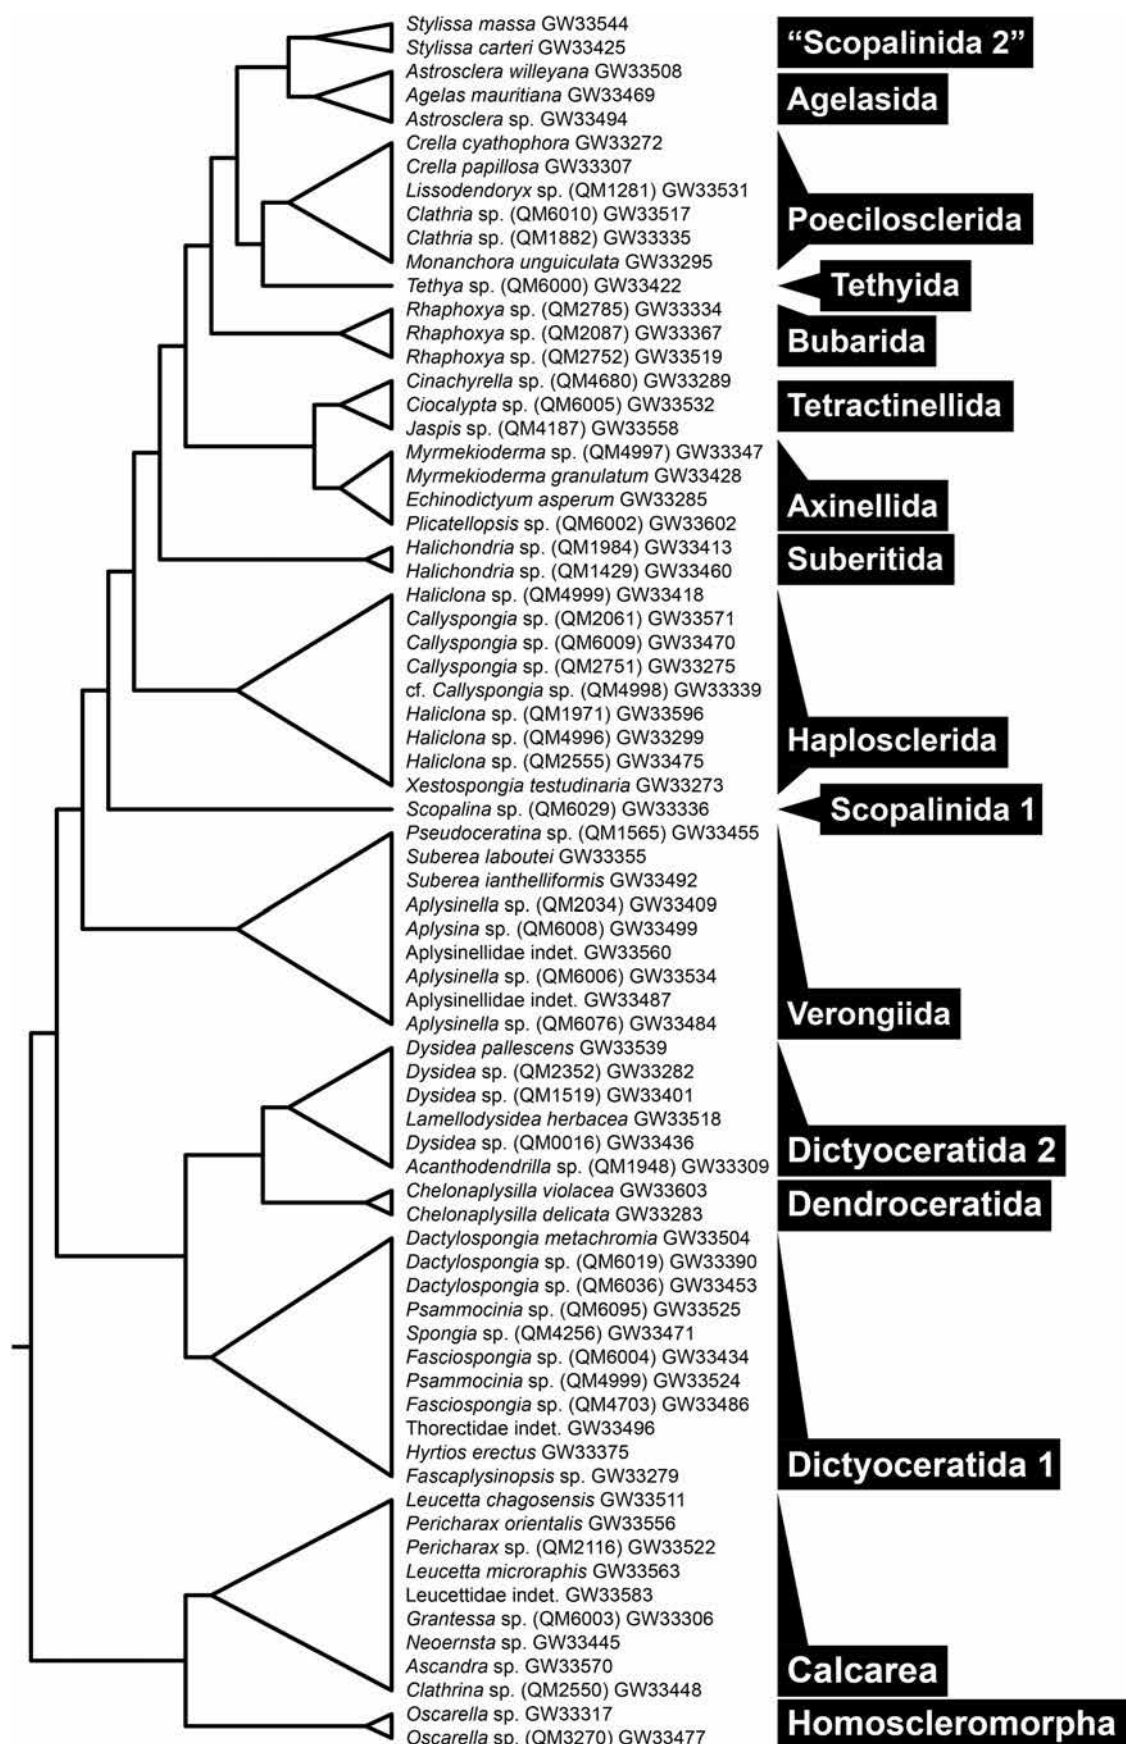 Stylissa massa GW33544
Stylissa carteri GW33425
“Scopalinida 2”
Astrosclera willeyana GW33508
Agelas mauritiana GW33469
Astrosclera sp. GW33494
Agelasida
Crella cyathophora GW33272
Crella papillosa GW33307
Lissodendoryx sp. (QM1281) GW33531
Clathria sp. (QM6010) GW33517
Clathria sp. (QM1882) GW33335
Monanchora unguiculata GW33295
Poecilosclerida
Tethya sp. (QM6000) GW33422
Tethyida
Rhaphoxya sp. (QM2785) GW33334
Rhaphoxya sp. (QM2087) GW33367
Rhaphoxya sp. (QM2752) GW33519
Bubarida
Cinachyrella sp. (QM4680) GW33289
Ciocalypta sp. (QM6005) GW33532
Jaspis sp. (QM4187) GW33558
Tetractinellida
Myrmekioderma sp. (QM4997) GW33347
Myrmekioderma granulatum GW33428
Echinodictyum asperum GW33285
Plicatellopsis sp. (QM6002) GW33602
Axinellida
Halichondria sp. (QM1984) GW33413
Halichondria sp. (QM1429) GW33460
Suberitida
Haliclona sp. (QM4999) GW33418
Callyspongia sp. (QM2061) GW33571
Callyspongia sp. (QM6009) GW33470
Callyspongia sp. (QM2751) GW33275
cf. Callyspongia sp. (QM4998) GW33339
Haliclona sp. (QM1971) GW33596
Haliclona sp. (QM4996) GW33299
Haliclona sp. (QM2555) GW33475
Xestospongia testudinaria GW33273
Haplosclerida
Scopalina sp. (QM6029) GW33336
Scopalinida 1
Pseudoceratina sp. (QM1565) GW33455
Suberea laboutei GW33355
Suberea ianthelliformis GW33492
Aplysinella sp. (QM2034) GW33409
Aplysina sp. (QM6008) GW33499
Aplysinellidae indet. GW33560
Aplysinella sp. (QM6006) GW33534
Aplysinellidae indet. GW33487
Aplysinella sp. (QM6076) GW33484
Verongiida
Dysidea pallescens GW33539
Dysidea sp. (QM2352) GW33282
Dysidea sp. (QM1519) GW33401
Lamellodysidea herbacea GW33518
Dysidea sp. (QM0016) GW33436
Acanthodendrilla sp. (QM1948) GW33309
Dictyoceratida 2
Chelonaplysilla violacea GW33603
Chelonaplysilla delicata GW33283
Dendroceratida
Dactylospongia metachromia GW33504
Dactylospongia sp. (QM6019) GW33390
Dactylospongia sp. (QM6036) GW33453
Psammocinia sp. (QM6095) GW33525
Spongia sp. (QM4256) GW33471
Fasciospongia sp. (QM6004) GW33434
Psammocinia sp. (QM4999) GW33524
Fasciospongia sp. (QM4703) GW33486
Thorectidae indet. GW33496
Hyrtios erectus GW33375
Fascaplysinopsis sp. GW33279
Dictyoceratida 1
Leucetta chagosensis GW33511
Pericharax orientalis GW33556
Pericharax sp. (QM2116) GW33522
Leucetta microraphis GW33563
Leucettidae indet. GW33583
Grantessa sp. (QM6003) GW33306
Neoernsta sp. GW33445
Ascandra sp. GW33570
Clathrina sp. (QM2550) GW33448
Calcarea
Oscarella sp. GW33317
Oscarella sp. (QM3270) GW33477
Homoscleromorpha